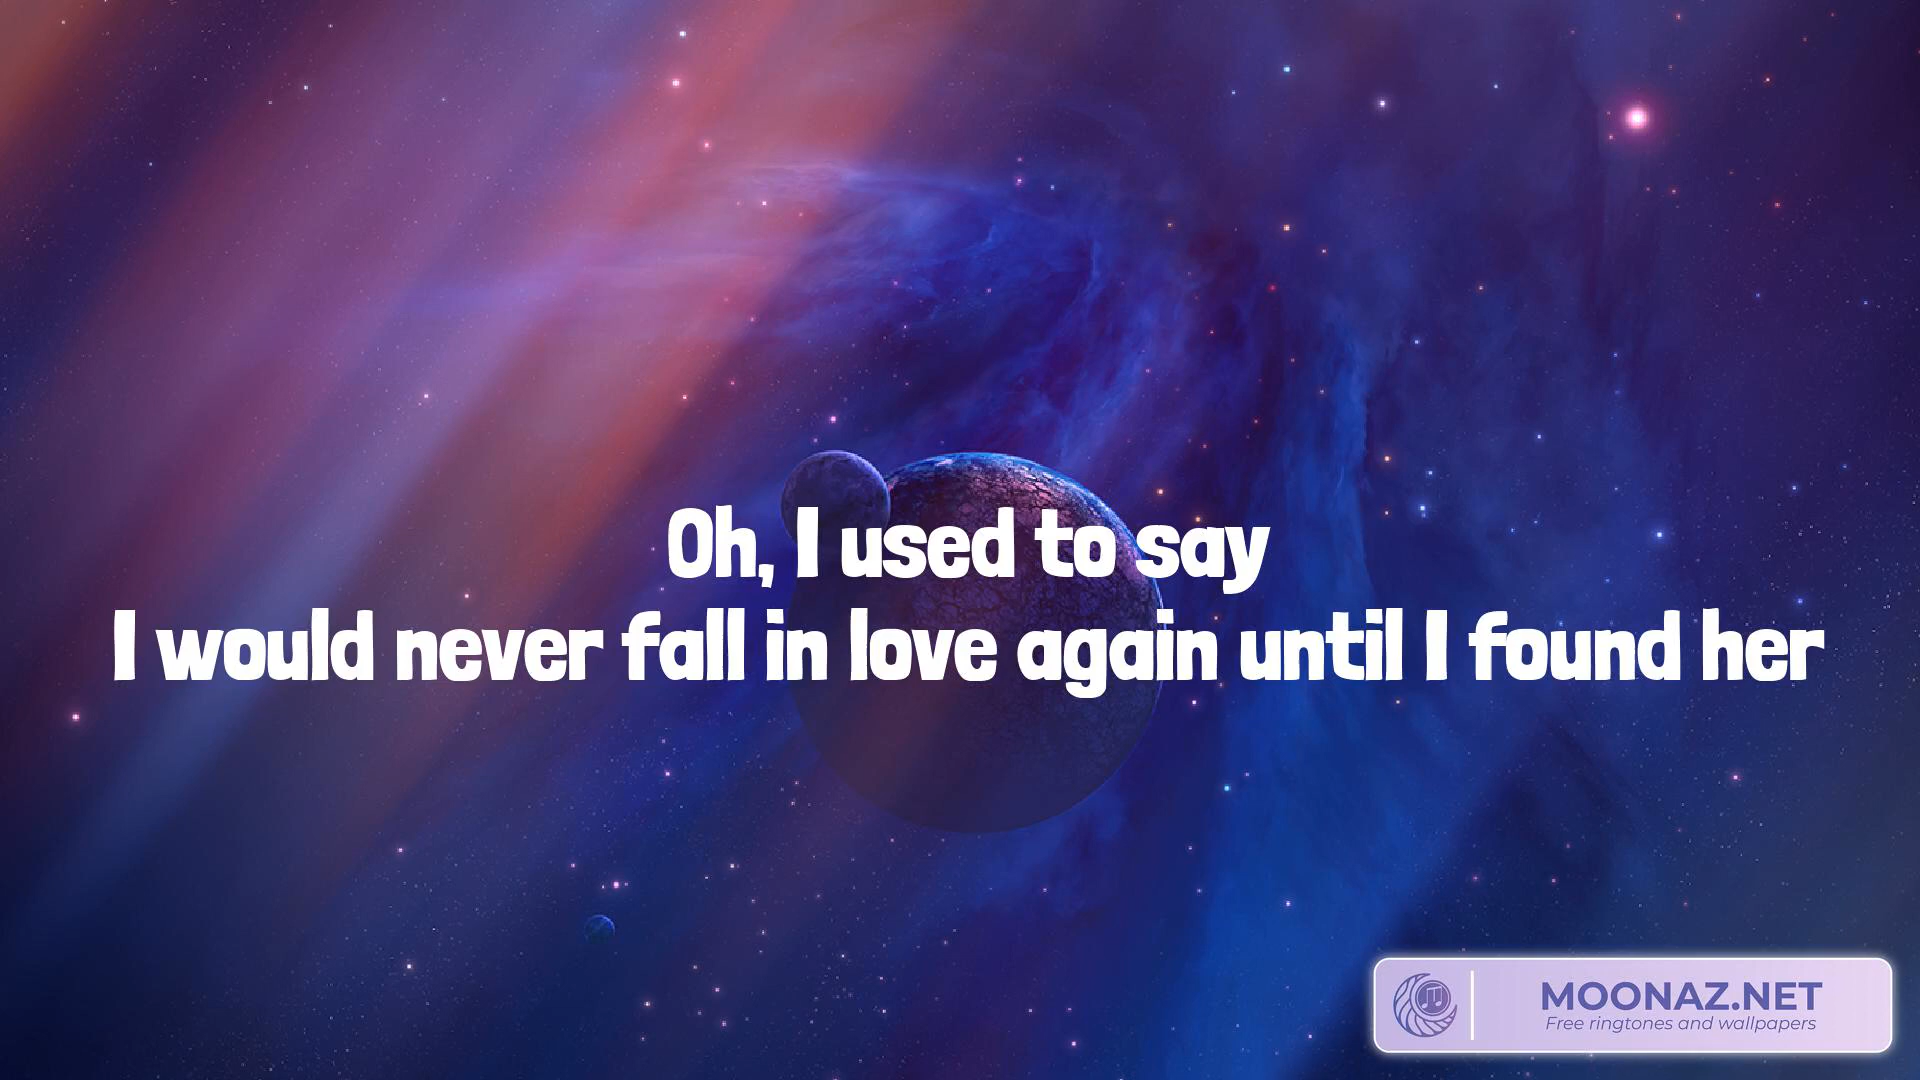 Oh, I used to say
I would never fall in love again until I found her
MOONAZ.NET
Free ringtones and wallpapers